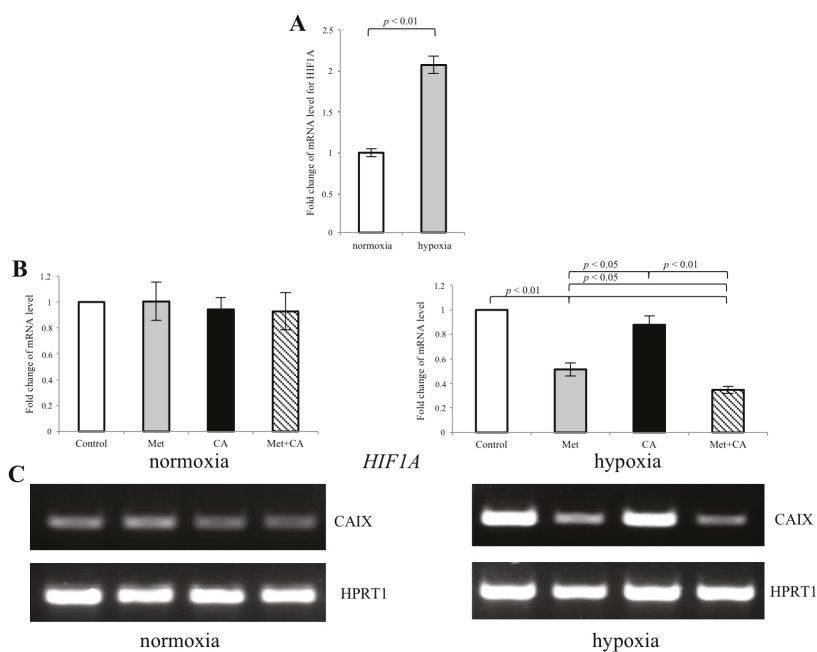 A
p < 0.01
Fold change of mRNA level for HIF1A
2.5
2
1.5
1
0.5
0
normoxia
hypoxia
B
Fold change of mRNA level
1.2
1
0.8
0.6
0.4
0.2
0
Control
Met
CA
Met+CA
normoxia
p < 0.05
p < 0.01
p < 0.05
p < 0.01
Fold change of mRNA level
1.2
1
0.8
0.6
0.4
0.2
0
Control
Met
CA
Met+CA
hypoxia
HIF1A
C
CAIX
HPRT1
normoxia
CAIX
HPRT1
hypoxia